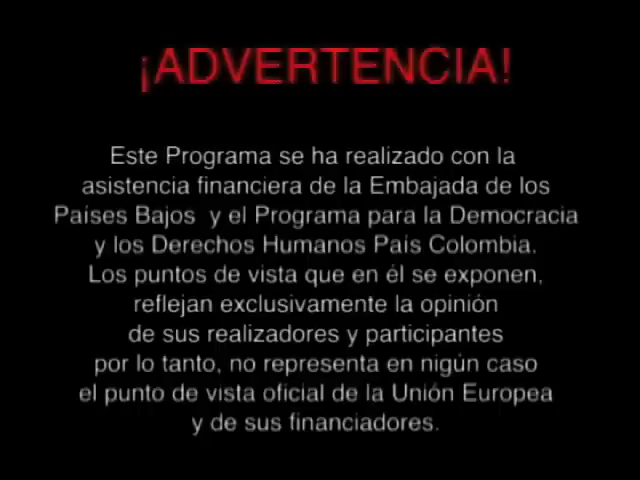 ¡ADVERTENCIA!
Este Programa se ha realizado con la
asistencia financiera de la Embajada de los
Países Bajos y el Programa para la Democracia
y los Derechos Humanos País Colombia.
Los puntos de vista que en él se exponen,
reflejan exclusivamente la opinión
de sus realizadores y participantes
por lo tanto, no representa en nigún caso
el punto de vista oficial de la Unión Europea
y de sus financiadores.